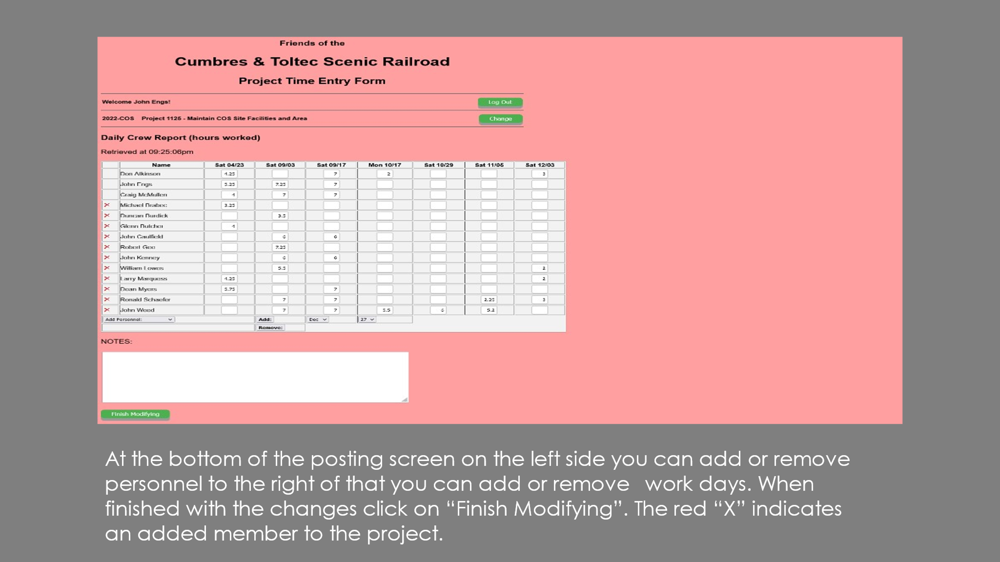 Friends of the
Cumbres & Toltec Scenic Railroad
Project Time Entry Form
Welcome John Engs! Log Out
2022-COS Project 1125 - Maintain COS Site Facilities and Area Change
Daily Crew Report (hours worked)
Retrieved at 09:25:06pm
Name Sat 04/23 Sat 09/03 Sat 09/17 Mon 10/17 Sat 10/29 Sat 11/05 Sat 12/03
Don Atkinson 4.25 7 2 3
John Engs 5.25 7.25 7
Craig McMullen 4 7 7
Michael Brabec 3.25
Duncan Burdick 3.5
Glenn Butcher 4
John Caulfield 6 6
Robert Gee 7.25
John Kenney 6 6
William Lowes 5.5 2
Larry Marquess 4.25 2
Dean Myers 5.75 7
Ronald Schaefer 7 7 2.25 3
John Weed 7 7 5.5 6 5.2
Add Personnel: Add: Dec 27
Remove:
NOTES:
Finish Modifying
At the bottom of the posting screen on the left side you can add or remove
personnel to the right of that you can add or remove work days. When
finished with the changes click on “Finish Modifying”. The red “X” indicates
an added member to the project.